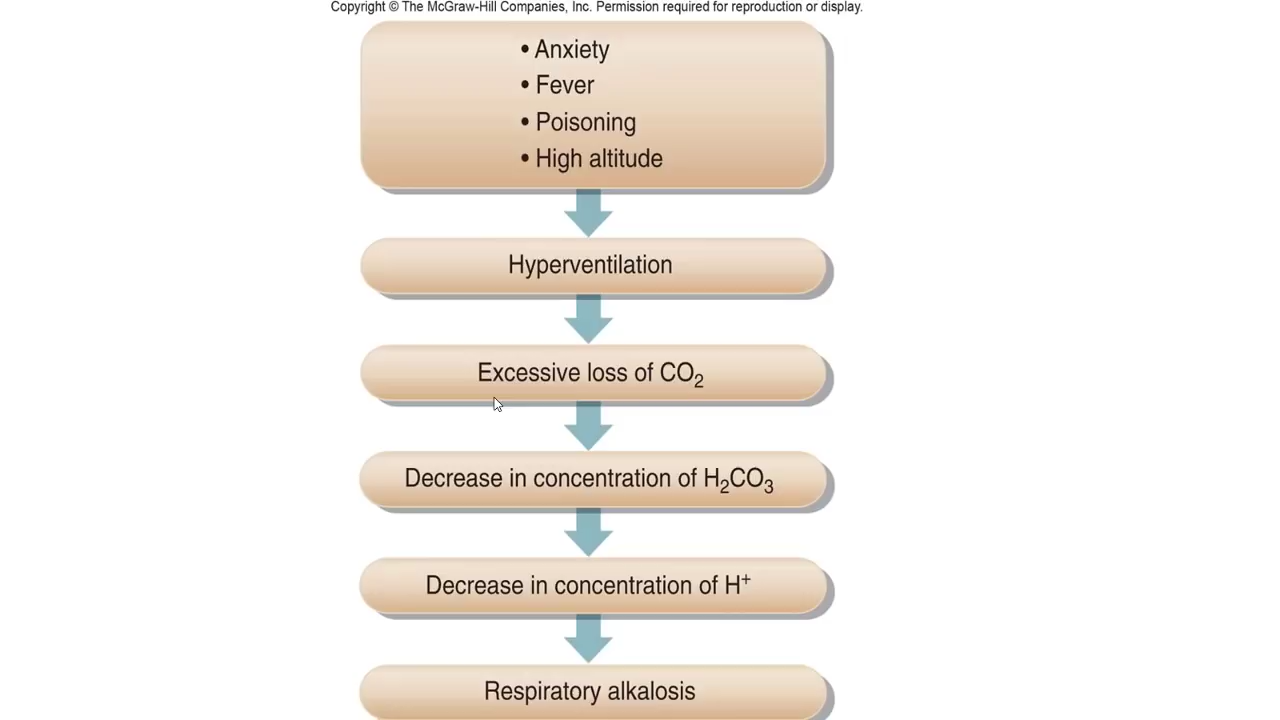 Copyright © The McGraw-Hill Companies, Inc. Permission required for reproduction or display.
• Anxiety
• Fever
• Poisoning
• High altitude
Hyperventilation
Excessive loss of CO₂
Decrease in concentration of H₂CO₃
Decrease in concentration of H⁺
Respiratory alkalosis